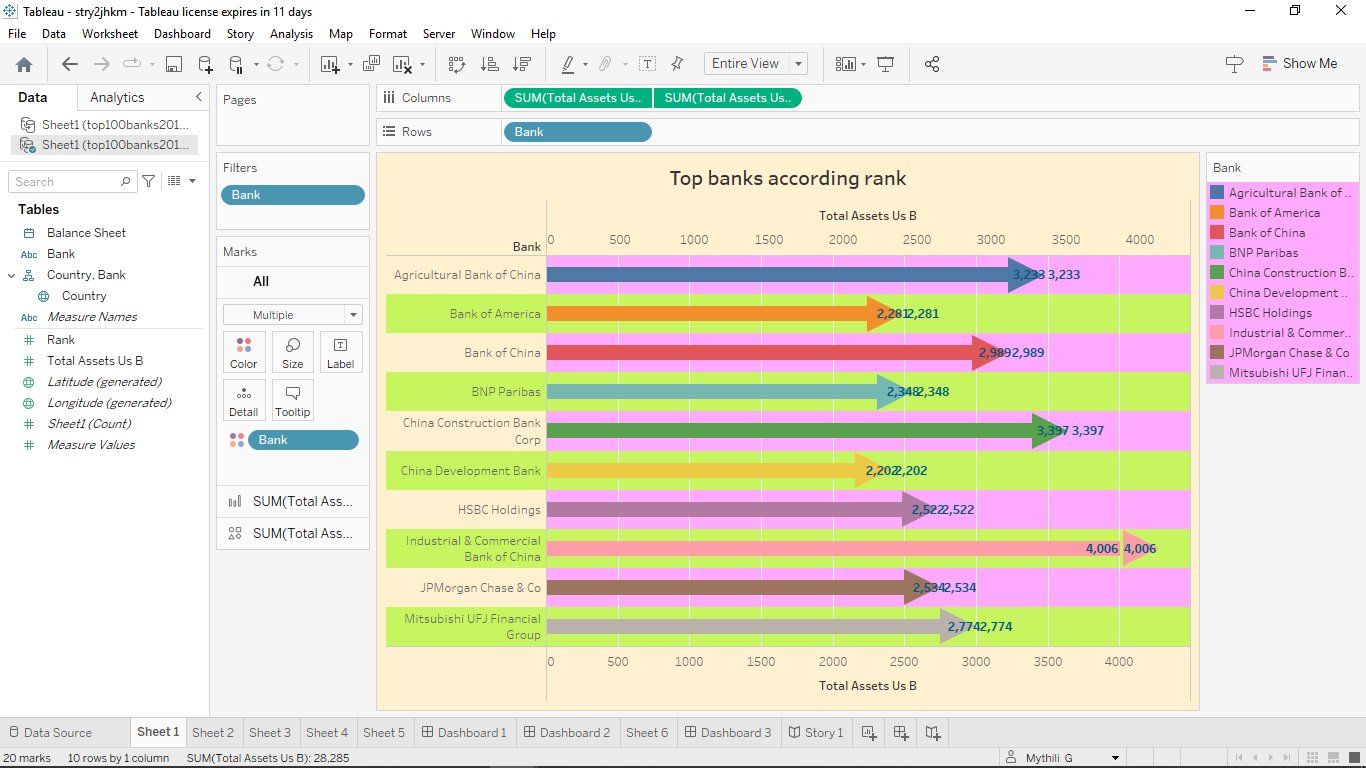 Tableau - stry2jhkm - Tableau license expires in 11 days
File Data Worksheet Dashboard Story Analysis Map Format Server Window Help
Entire View
Show Me
Data
Analytics
Sheet1 (top100banks201...
Sheet1 (top100banks201...
Search
Tables
Balance Sheet
Abc Bank
Country, Bank
Country
Abc Measure Names
Rank
Total Assets Us B
Latitude (generated)
Longitude (generated)
Sheet1 (Count)
Measure Values
Pages
Filters
Bank
Marks
All
Multiple
Color
Size
Label
Detail
Tooltip
Bank
SUM(Total Ass...
SUM(Total Ass...
Columns
SUM(Total Assets Us..
SUM(Total Assets Us..
Rows
Bank
Top banks according rank
Total Assets Us B
Bank
0 500 1000 1500 2000 2500 3000 3500 4000
Agricultural Bank of China 3,233 3,233
Bank of America 2,281 2,281
Bank of China 2,989 2,989
BNP Paribas 2,348 2,348
China Construction Bank
Corp 3,397 3,397
China Development Bank 2,202 2,202
HSBC Holdings 2,522 2,522
Industrial & Commercial
Bank of China 4,006 4,006
JPMorgan Chase & Co 2,534 2,534
Mitsubishi UFJ Financial
Group 2,774 2,774
0 500 1000 1500 2000 2500 3000 3500 4000
Total Assets Us B
Bank
Agricultural Bank of ..
Bank of America
Bank of China
BNP Paribas
China Construction B..
China Development ..
HSBC Holdings
Industrial & Commer..
JPMorgan Chase & Co
Mitsubishi UFJ Finan..
Data Source
Sheet 1
Sheet 2
Sheet 3
Sheet 4
Sheet 5
Dashboard 1
Dashboard 2
Sheet 6
Dashboard 3
Story 1
20 marks 10 rows by 1 column SUM(Total Assets Us B): 28,285
Mythili G